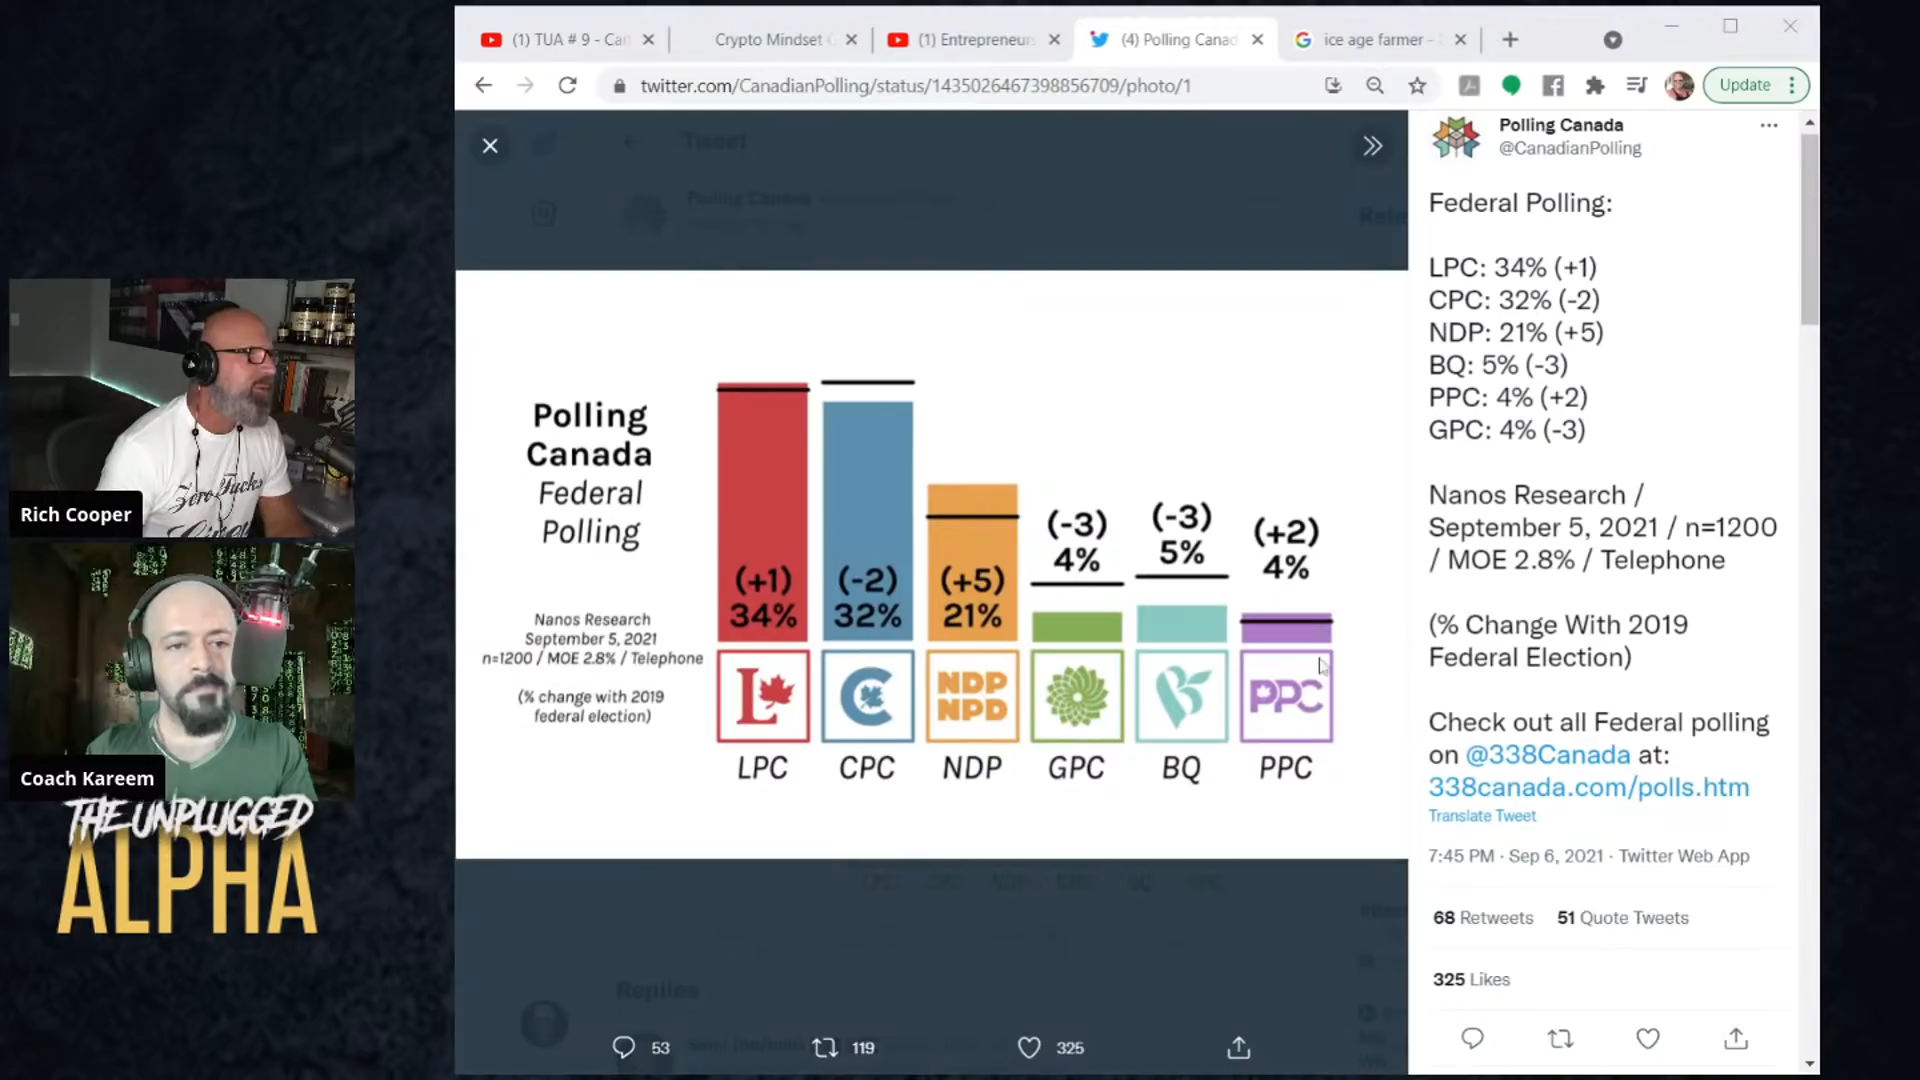 (1) TUA # 9 - Can
Crypto Mindset
(1) Entrepreneurs
(4) Polling Canad
ice age farmer -
twitter.com/CanadianPolling/status/1435026467398856709/photo/1
Update
Tweet
Polling Canada
Polling
Canada
Federal
Polling
Nanos Research
September 5, 2021
n=1200 / MOE 2.8% / Telephone
(% change with 2019
federal election)
(+1)
34%
(-2)
32%
(+5)
21%
(-3)
4%
(-3)
5%
(+2)
4%
L
C
NDP
NPD
PPC
LPC
CPC
NDP
GPC
BQ
PPC
Replies
53
119
325
Polling Canada
@CanadianPolling
Federal Polling:
LPC: 34% (+1)
CPC: 32% (-2)
NDP: 21% (+5)
BQ: 5% (-3)
PPC: 4% (+2)
GPC: 4% (-3)
Nanos Research /
September 5, 2021 / n=1200
/ MOE 2.8% / Telephone
(% Change With 2019
Federal Election)
Check out all Federal polling
on @338Canada at:
338canada.com/polls.htm
Translate Tweet
7:45 PM · Sep 6, 2021 · Twitter Web App
68 Retweets 51 Quote Tweets
325 Likes
Rich Cooper
Coach Kareem
THE UNPLUGGED
ALPHA